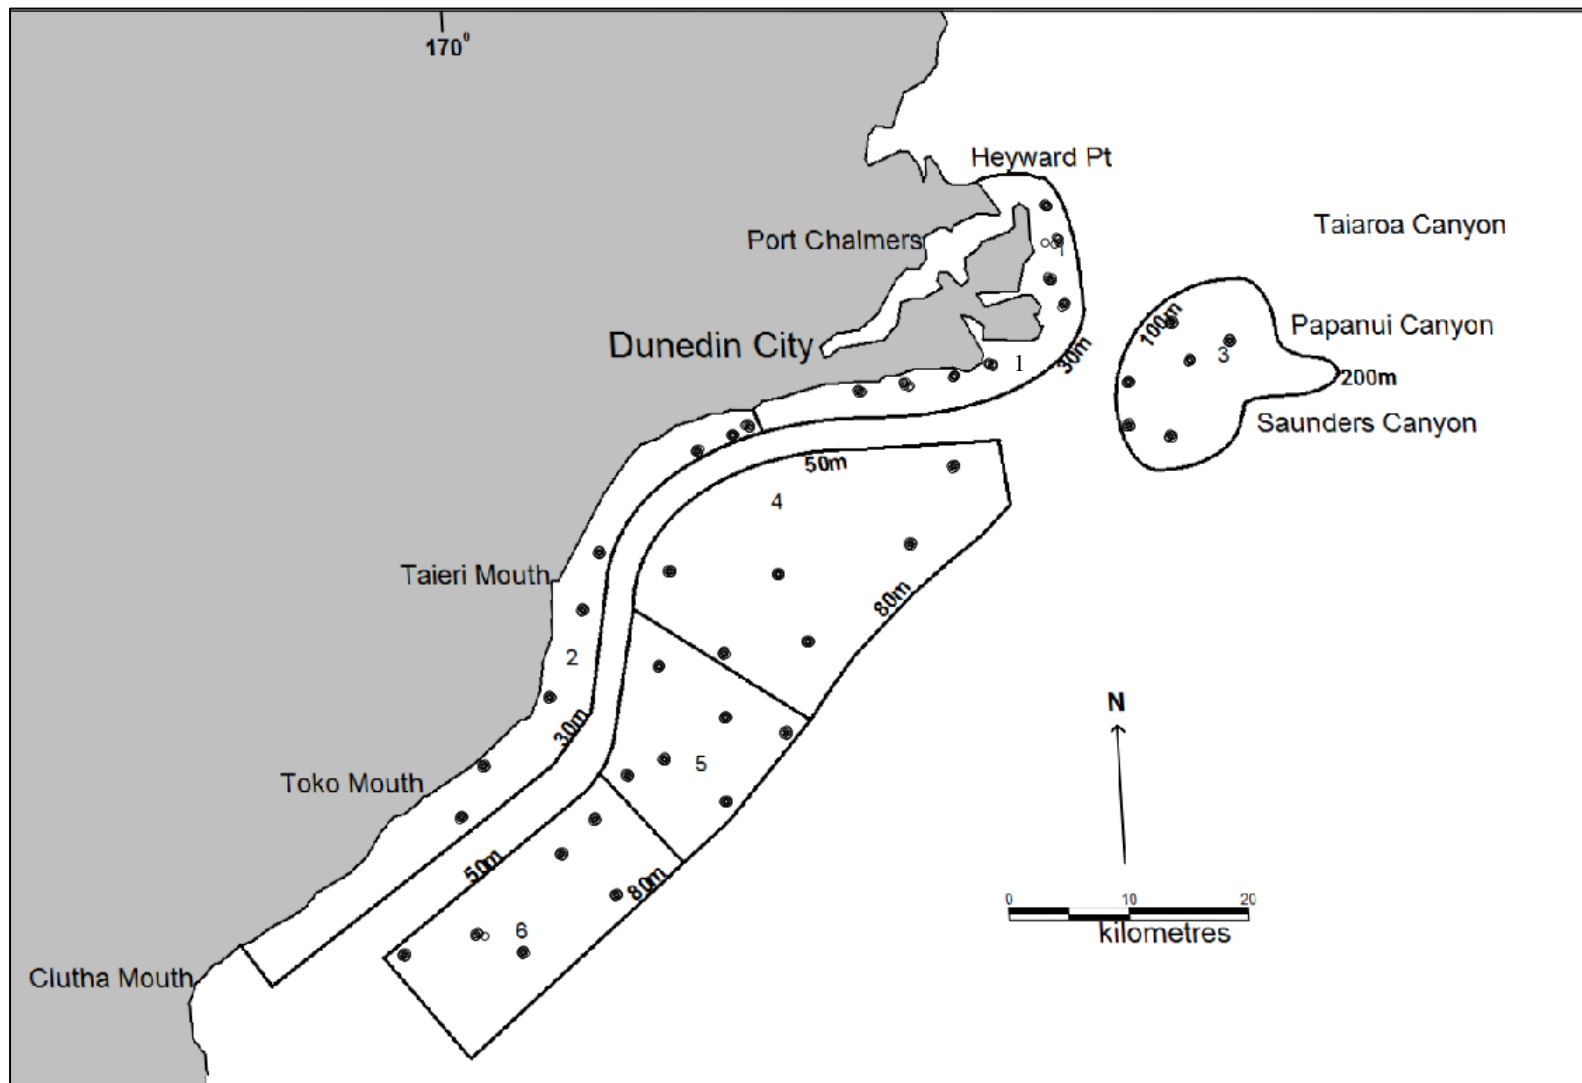 170⁰
Heyward Pt
Taiaroa Canyon
Port Chalmers
1
Papanui Canyon
100m
Dunedin City
3
1
30m
200m
Saunders Canyon
50m
4
Taieri Mouth
80m
2
N
30m
5
Toko Mouth
50m
80m
0 10 20
kilometres
6
Clutha Mouth